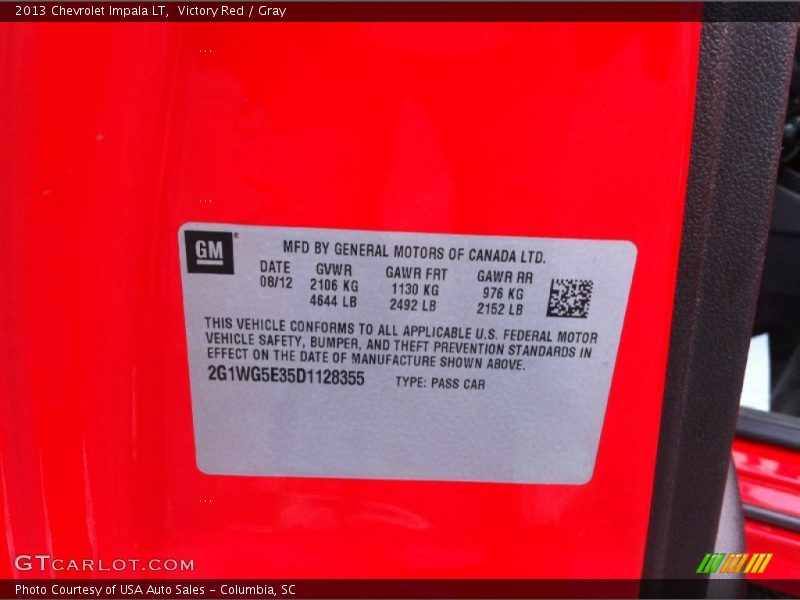 2013 Chevrolet Impala LT, Victory Red / Gray
GM
MFD BY GENERAL MOTORS OF CANADA LTD.
DATE GVWR GAWR FRT GAWR RR
08/12 2106 KG 1130 KG 976 KG
4644 LB 2492 LB 2152 LB
THIS VEHICLE CONFORMS TO ALL APPLICABLE U.S. FEDERAL MOTOR
VEHICLE SAFETY, BUMPER, AND THEFT PREVENTION STANDARDS IN
EFFECT ON THE DATE OF MANUFACTURE SHOWN ABOVE.
2G1WG5E35D1128355 TYPE: PASS CAR
GTCARLOT.COM
Photo Courtesy of USA Auto Sales - Columbia, SC